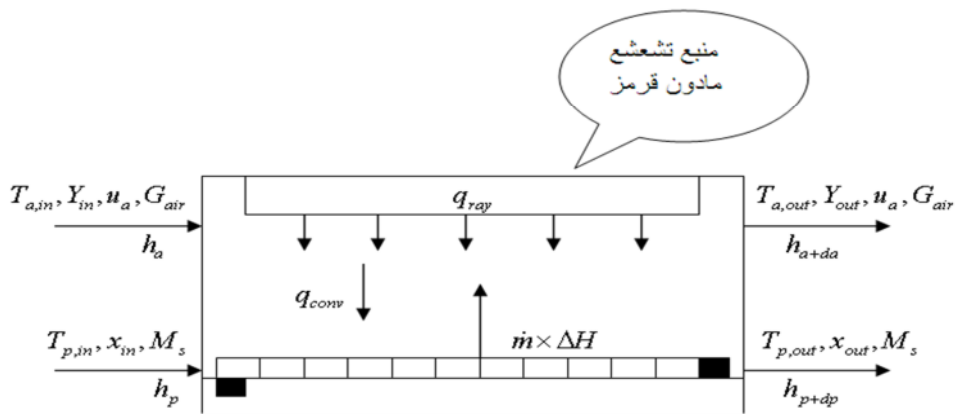 منبع تشعشع
مادون قرمز
T_{a,in}, Y_{in}, u_a, G_{air}
h_a
q_{ray}
T_{a,out}, Y_{out}, u_a, G_{air}
h_{a+da}
q_{conv}
ṁ × ΔH
T_{p,in}, x_{in}, M_s
h_p
T_{p,out}, x_{out}, M_s
h_{p+dp}